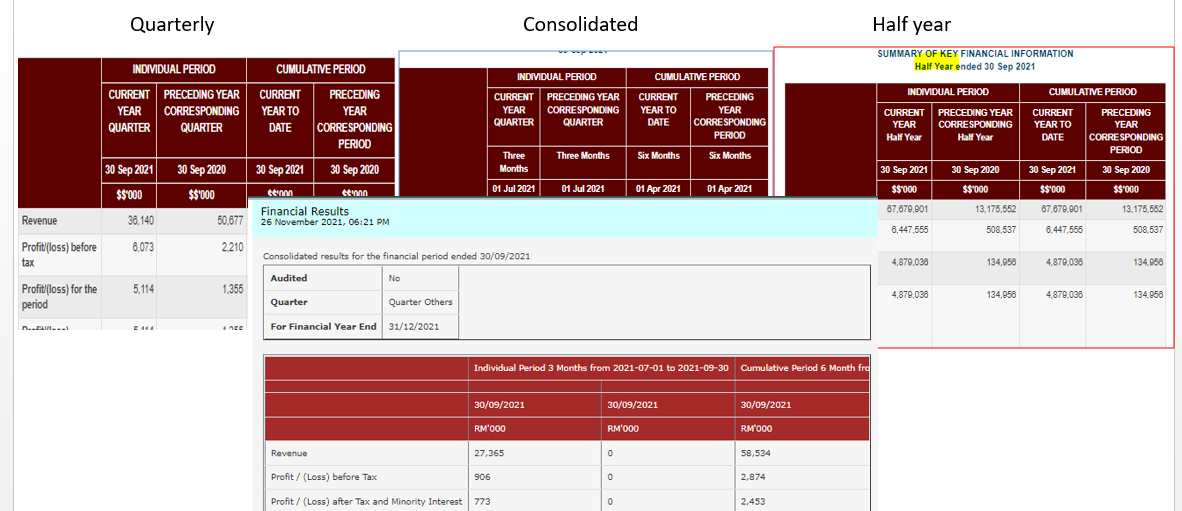 Quarterly
Consolidated
Half year
INDIVIDUAL PERIOD CUMULATIVE PERIOD
CURRENT YEAR QUARTER PRECEDING YEAR CORRESPONDING QUARTER CURRENT YEAR TO DATE PRECEDING YEAR CORRESPONDING PERIOD
30 Sep 2021 30 Sep 2020 30 Sep 2021 30 Sep 2020
$$'000 $$'000 $$'000 $$'000
Revenue 36,140 50,677
Profit/(loss) before tax 6,073 2,210
Profit/(loss) for the period 5,114 1,355
INDIVIDUAL PERIOD CUMULATIVE PERIOD
CURRENT YEAR QUARTER PRECEDING YEAR CORRESPONDING QUARTER CURRENT YEAR TO DATE PRECEDING YEAR CORRESPONDING PERIOD
Three Months Three Months Six Months Six Months
01 Jul 2021 01 Jul 2021 01 Apr 2021 01 Apr 2021
SUMMARY OF KEY FINANCIAL INFORMATION
Half Year ended 30 Sep 2021
INDIVIDUAL PERIOD CUMULATIVE PERIOD
CURRENT YEAR Half Year PRECEDING YEAR CORRESPONDING Half Year CURRENT YEAR TO DATE PRECEDING YEAR CORRESPONDING PERIOD
30 Sep 2021 30 Sep 2020 30 Sep 2021 30 Sep 2020
$$'000 $$'000 $$'000 $$'000
67,679,901 13,175,552 67,679,901 13,175,552
6,447,555 508,537 6,447,555 508,537
4,879,036 134,956 4,879,036 134,956
4,879,036 134,956 4,879,036 134,956
Financial Results
26 November 2021, 06:21 PM
Consolidated results for the financial period ended 30/09/2021
Audited No
Quarter Quarter Others
For Financial Year End 31/12/2021
Individual Period 3 Months from 2021-07-01 to 2021-09-30 Cumulative Period 6 Month
30/09/2021 30/09/2021 30/09/2021
RM'000 RM'000 RM'000
Revenue 27,365 0 58,534
Profit / (Loss) before Tax 906 0 2,874
Profit / (Loss) after Tax and Minority Interest 773 0 2,453